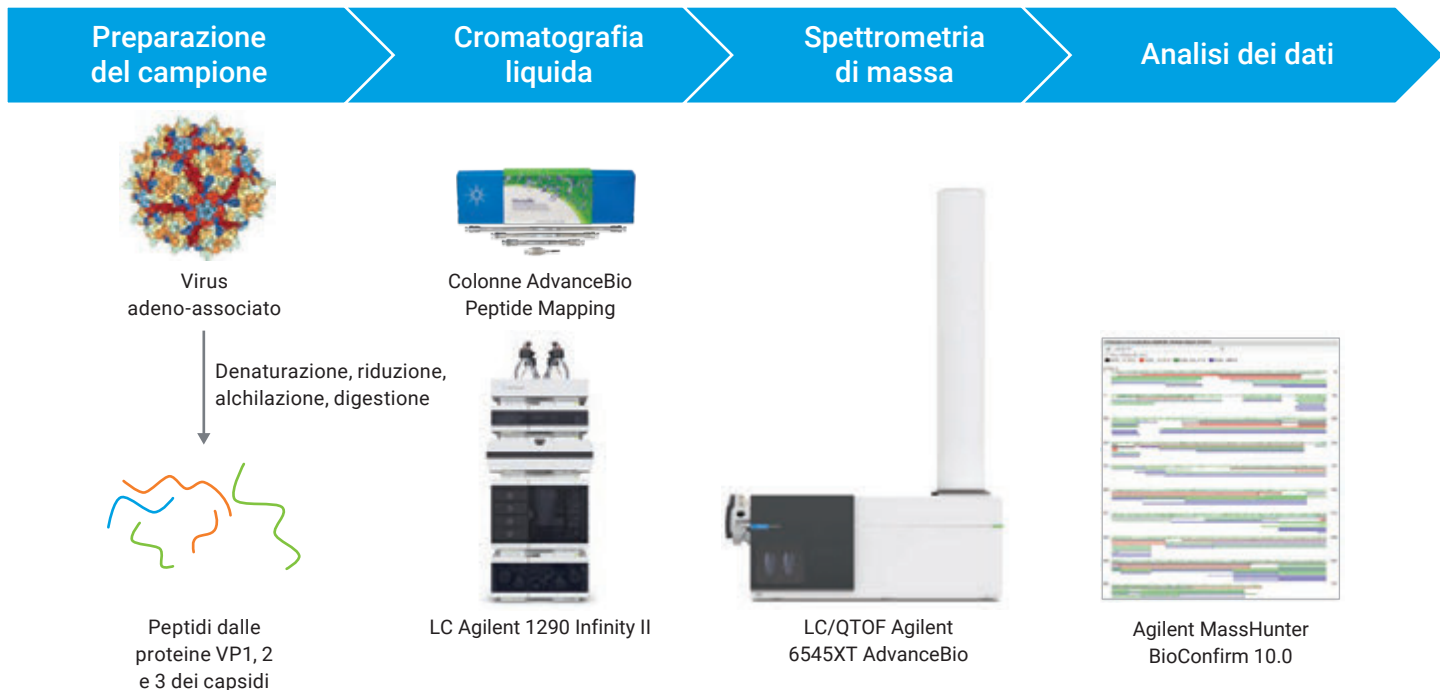 Preparazione
del campione
Cromatografia
liquida
Spettrometria
di massa
Analisi dei dati
Virus
adeno-associato
Denaturazione, riduzione,
alchilazione, digestione
Peptidi dalle
proteine VP1, 2
e 3 dei capsidi
Colonne AdvanceBio
Peptide Mapping
LC Agilent 1290 Infinity II
LC/QTOF Agilent
6545XT AdvanceBio
Agilent MassHunter
BioConfirm 10.0